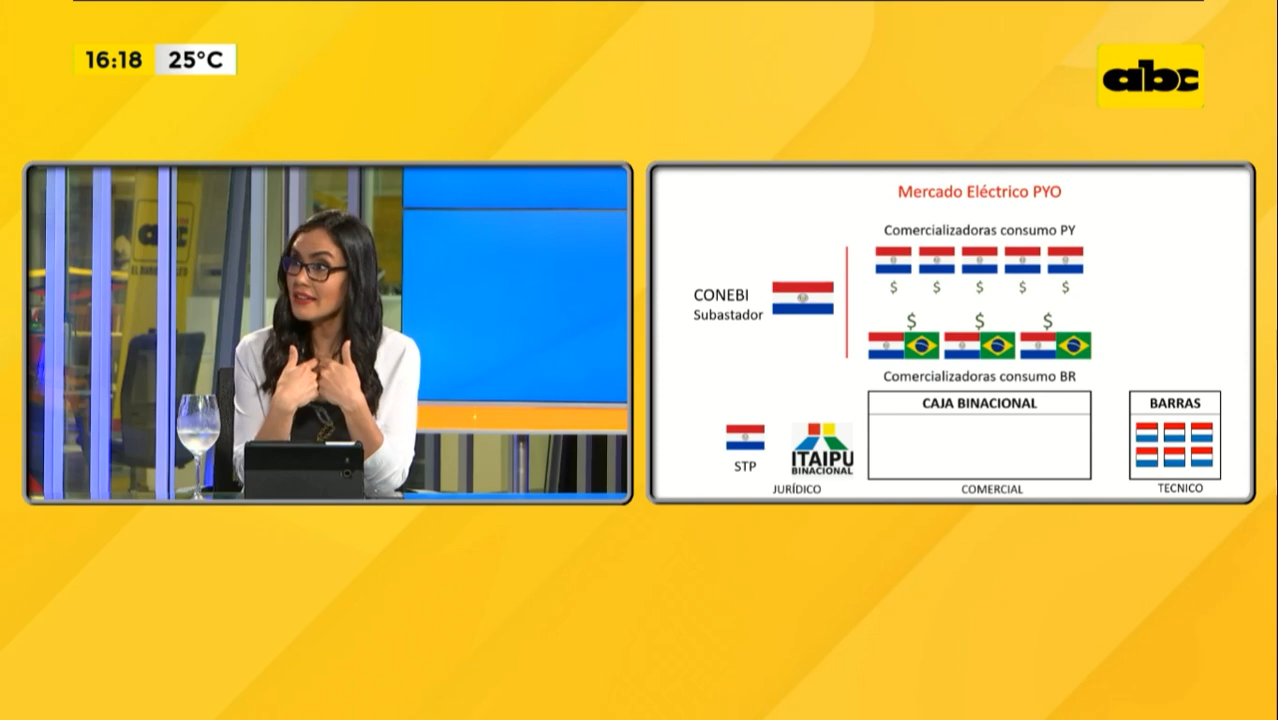 16:18 25°C
abc
abc
Mercado Eléctrico PYO
Comercializadoras consumo PY
$ $ $ $ $
CONEBI
Subastador
$ $ $
Comercializadoras consumo BR
CAJA BINACIONAL
BARRAS
STP
ITAIPU
BINACIONAL
JURÍDICO
COMERCIAL
TECNICO